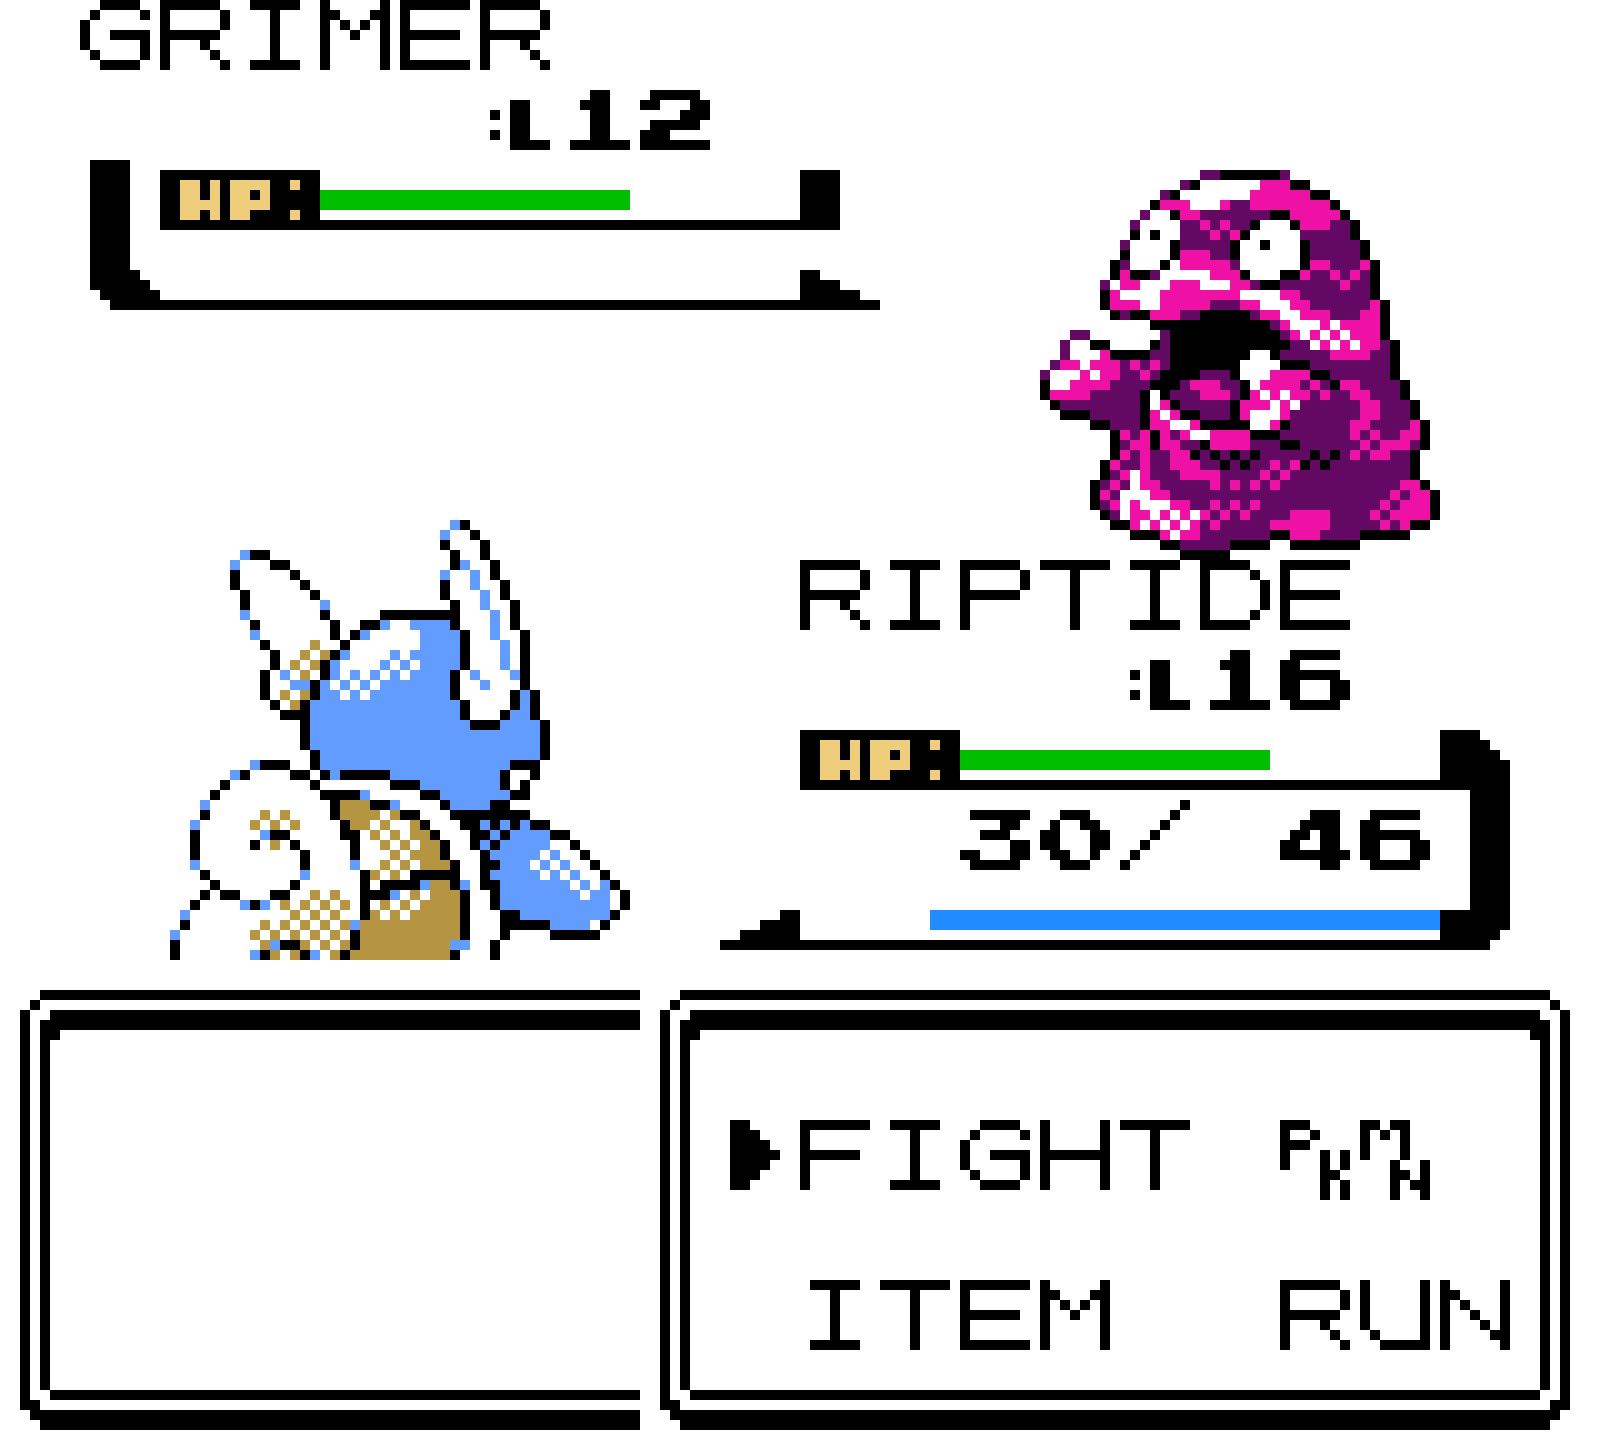 GRIMER
:L12
HP:
RIPTIDE
:L16
HP:
30/ 46
FIGHT PKMN
ITEM RUN